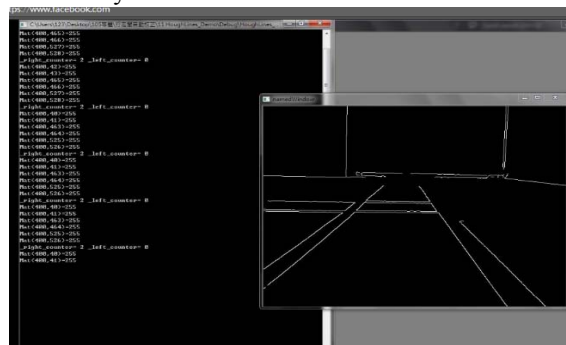 ps://www.facebook.com
Mat(400,465)=255
Mat(400,466)=255
Mat(400,527)=255
Mat(400,528)=255
_right_counter= 2 _left_counter= 0
Mat(400,42)=255
Mat(400,43)=255
Mat(400,465)=255
Mat(400,466)=255
Mat(400,527)=255
Mat(400,528)=255
_right_counter= 2 _left_counter= 0
Mat(400,40)=255
Mat(400,41)=255
Mat(400,463)=255
Mat(400,464)=255
Mat(400,525)=255
Mat(400,526)=255
_right_counter= 2 _left_counter= 0
Mat(400,40)=255
Mat(400,41)=255
Mat(400,463)=255
Mat(400,464)=255
Mat(400,525)=255
Mat(400,526)=255
_right_counter= 2 _left_counter= 0
Mat(400,40)=255
Mat(400,41)=255
Mat(400,463)=255
Mat(400,464)=255
Mat(400,525)=255
Mat(400,526)=255
_right_counter= 2 _left_counter= 0
Mat(400,40)=255
Mat(400,41)=255